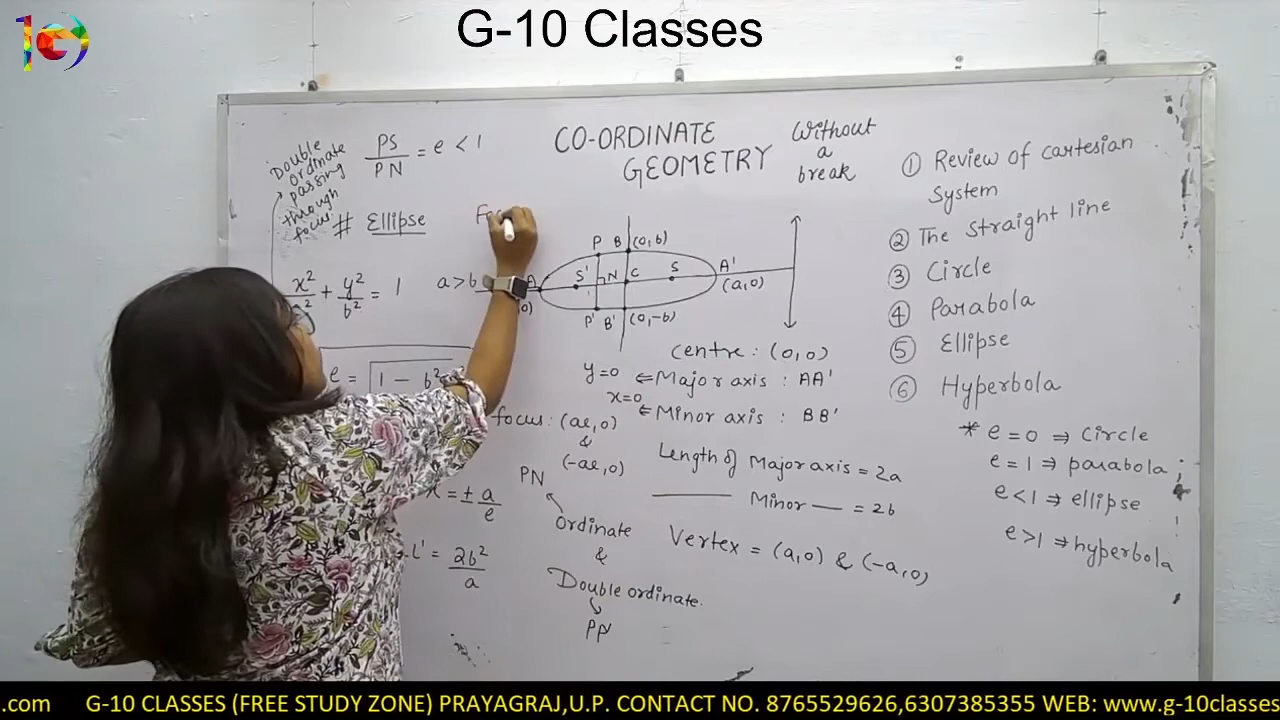 G-10 Classes
Double
ordinate
passing
through
focus
PS/PN = e < 1
# Ellipse
x²/a² + y²/b² = 1
a > b
e = √1 - b²
focus: (ae, 0)
&
(-ae, 0)
x = ± a/e
L' = 2b²/a
PN
Ordinate
&
Double ordinate.
PP'
CO-ORDINATE
GEOMETRY
Without
a
break
P B (0, b)
A S' N C S A'
(a, 0)
P' B' (0, -b)
Centre : (0, 0)
y=0 ⇐ Major axis : AA'
x=0 ⇐ Minor axis : BB'
Length of Major axis = 2a
—— Minor — = 2b
Vertex = (a, 0) & (-a, 0)
① Review of cartesian
System
② The Straight line
③ Circle
④ Parabola
⑤ Ellipse
⑥ Hyperbola
* e = 0 ⇒ Circle
e = 1 ⇒ parabola
e < 1 ⇒ ellipse
e > 1 ⇒ hyperbola
.com G-10 CLASSES (FREE STUDY ZONE) PRAYAGRAJ,U.P. CONTACT NO. 8765529626,6307385355 WEB: www.g-10classes